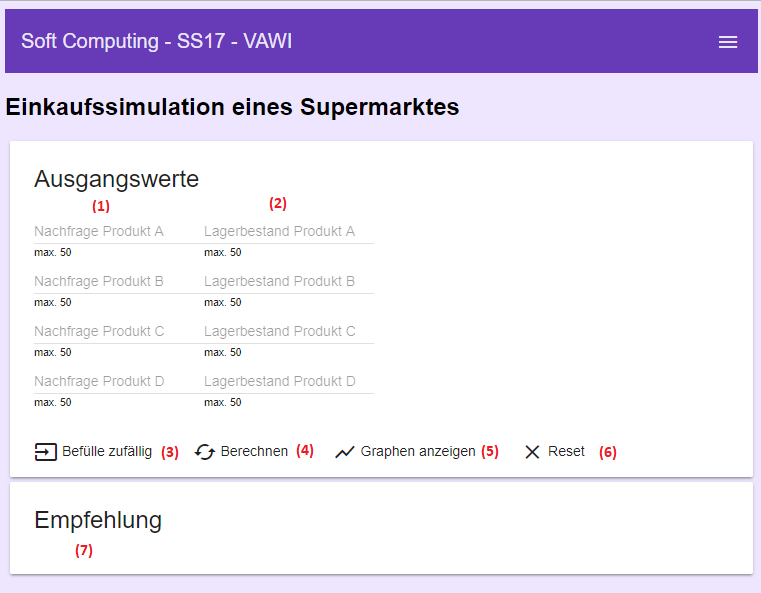 Soft Computing - SS17 - VAWI
Einkaufssimulation eines Supermarktes
Ausgangswerte
(1) (2)
Nachfrage Produkt A Lagerbestand Produkt A
max. 50 max. 50
Nachfrage Produkt B Lagerbestand Produkt B
max. 50 max. 50
Nachfrage Produkt C Lagerbestand Produkt C
max. 50 max. 50
Nachfrage Produkt D Lagerbestand Produkt D
max. 50 max. 50
Befülle zufällig (3) Berechnen (4) Graphen anzeigen (5) Reset (6)
Empfehlung
(7)